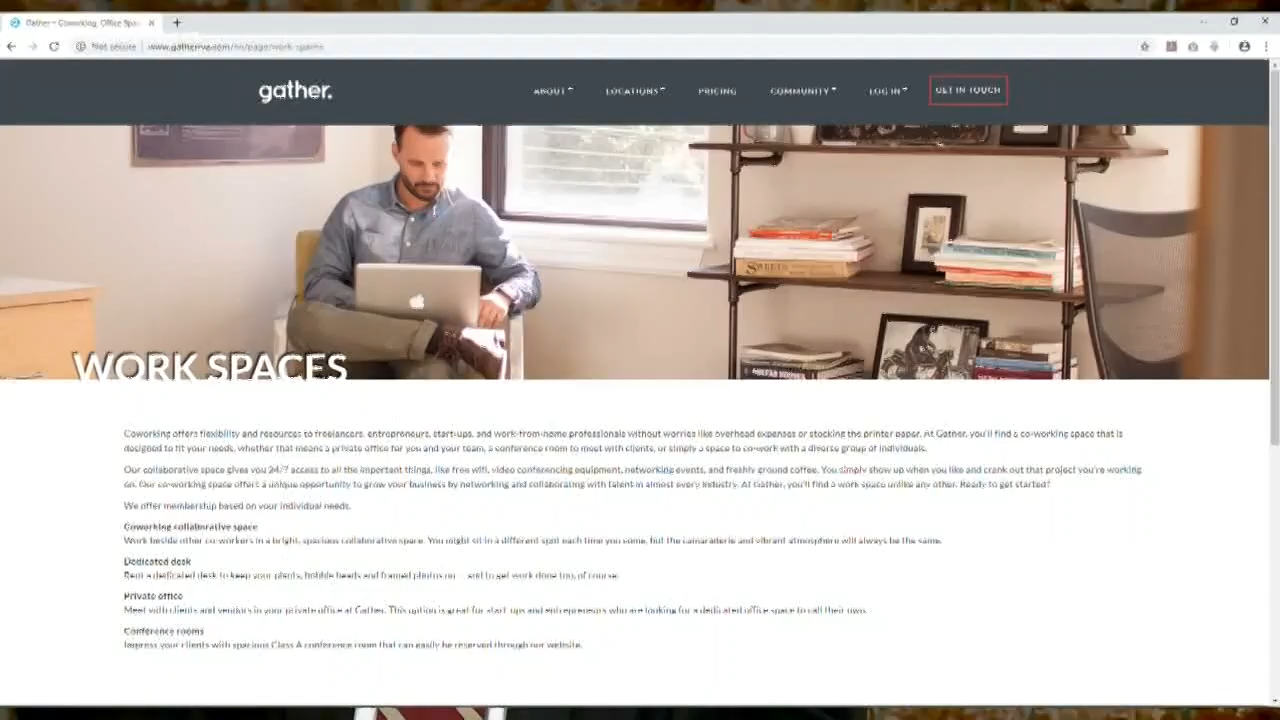 Gather - Coworking, Office Spa
Not secure | www.gatherrva.com/en/page/work-spaces
gather.
ABOUT
LOCATIONS
PRICING
COMMUNITY
LOG IN
GET IN TOUCH
WORK SPACES
Coworking offers flexibility and resources to freelancers, entrepreneurs, start-ups, and work-from-home professionals without worries like overhead expenses or stocking the printer paper. At Gather, you'll find a co-working space that is
designed to fit your needs, whether that means a private office for you and your team, a conference room to meet with clients, or simply a space to co-work with a diverse group of individuals.
Our collaborative space gives you 24/7 access to all the important things, like free wifi, video conferencing equipment, networking events, and freshly ground coffee. You simply show up when you like and crank out that project you're working
on. Our co-working space offers a unique opportunity to grow your business by networking and collaborating with talent in almost every industry. At Gather, you'll find a work space unlike any other. Ready to get started?
We offer membership based on your individual needs.
Coworking collaborative space
Work beside other co-workers in a bright, spacious collaborative space. You might sit in a different spot each time you come, but the camaraderie and vibrant atmosphere will always be the same.
Dedicated desk
Rent a dedicated desk to keep your plants, bobble heads and framed photos on ... and to get work done too, of course.
Private office
Meet with clients and vendors in your private office at Gather. This option is great for start-ups and entrepreneurs who are looking for a dedicated office space to call their own.
Conference rooms
Impress your clients with spacious Class A conference room that can easily be reserved through our website.